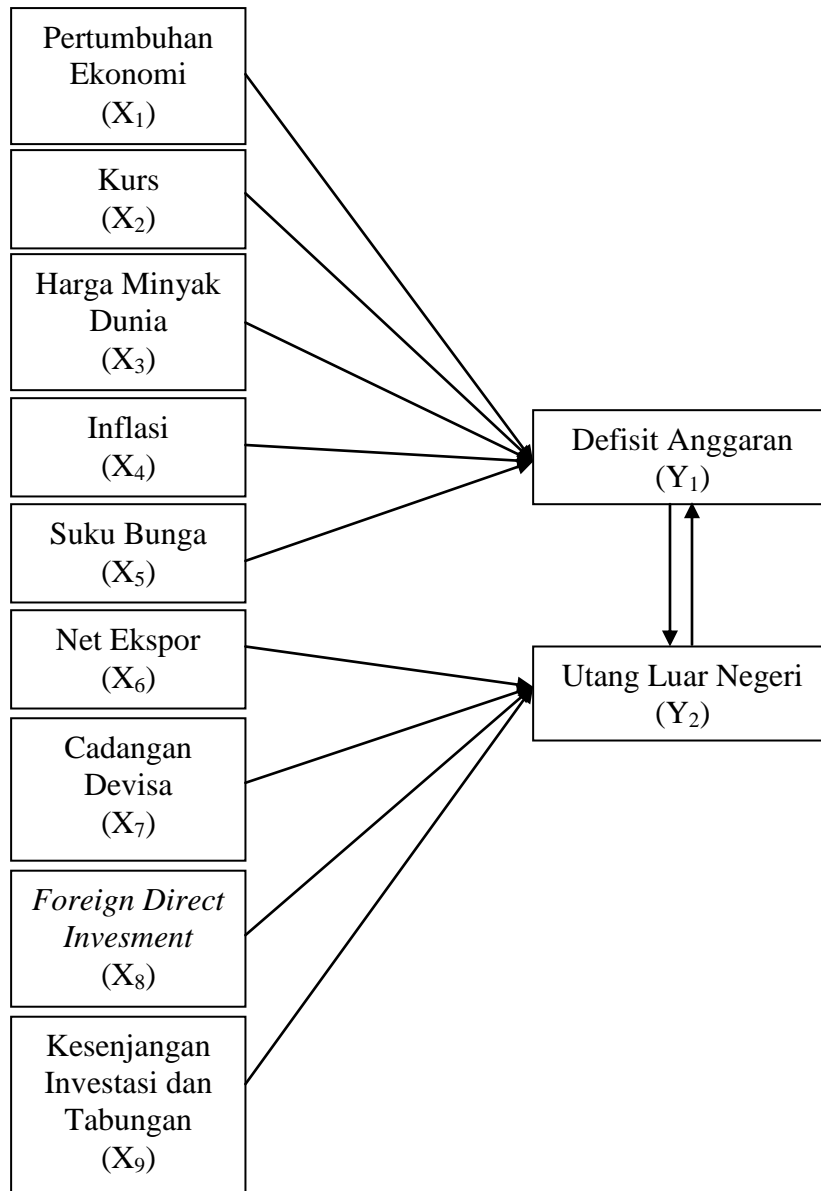 Pertumbuhan
Ekonomi
(X₁)
Kurs
(X₂)
Harga Minyak
Dunia
(X₃)
Inflasi
(X₄)
Suku Bunga
(X₅)
Net Ekspor
(X₆)
Cadangan
Devisa
(X₇)
Foreign Direct
Invesment
(X₈)
Kesenjangan
Investasi dan
Tabungan
(X₉)
Defisit Anggaran
(Y₁)
Utang Luar Negeri
(Y₂)